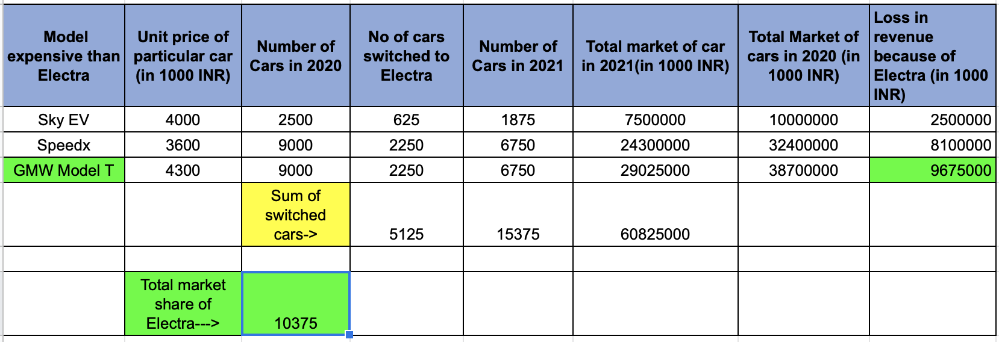 Model
expensive than
Electra
Unit price of
particular car
(in 1000 INR)
Number of
Cars in 2020
No of cars
switched to
Electra
Number of
Cars in 2021
Total market of car
in 2021(in 1000 INR)
Total Market of
cars in 2020 (in
1000 INR)
Loss in
revenue
because of
Electra (in 1000
INR)
Sky EV 4000 2500 625 1875 7500000 10000000 2500000
Speedx 3600 9000 2250 6750 24300000 32400000 8100000
GMW Model T 4300 9000 2250 6750 29025000 38700000 9675000
Sum of
switched
cars-> 5125 15375 60825000
Total market
share of
Electra---> 10375